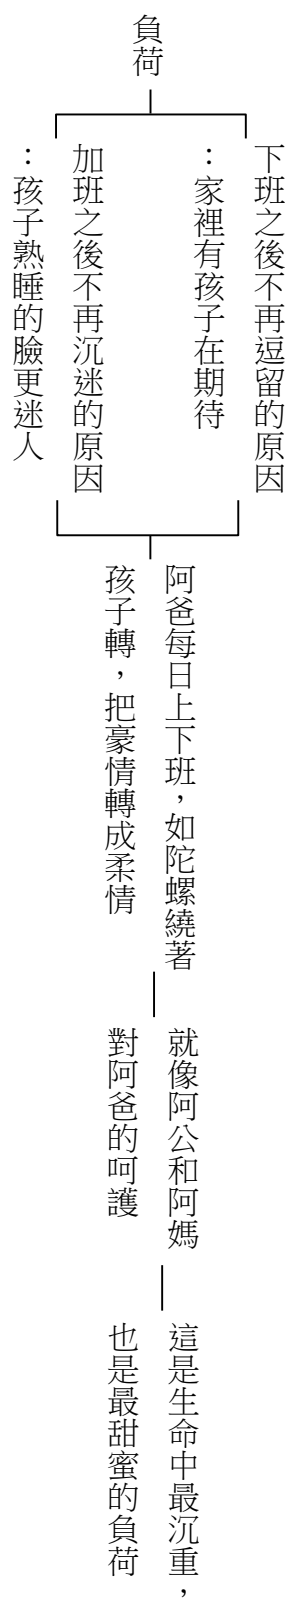 負荷
下班之後不再逗留的原因
：家裡有孩子在期待
加班之後不再沉迷的原因
：孩子熟睡的臉更迷人
阿爸每日上下班，如陀螺繞著
孩子轉，把豪情轉成柔情
就像阿公和阿媽
對阿爸的呵護
這是生命中最沉重，
也是最甜蜜的負荷